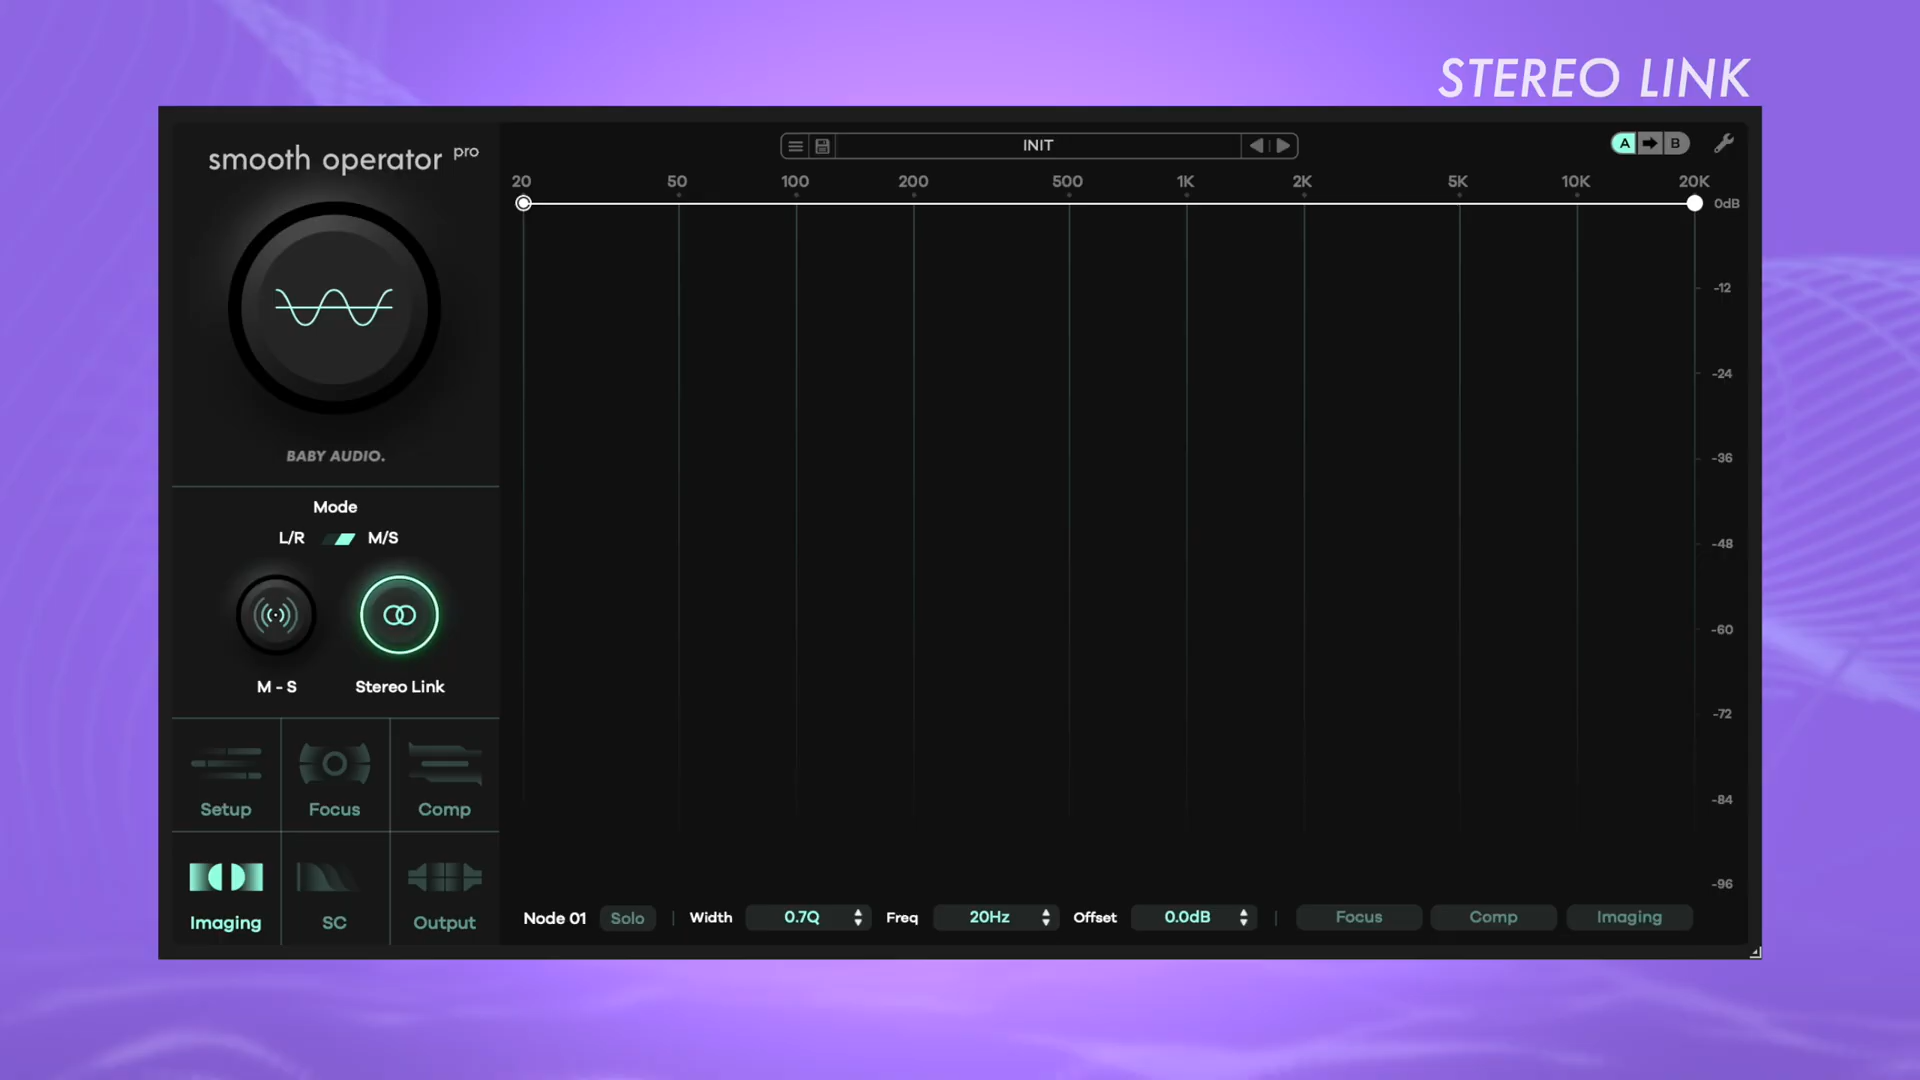 STEREO LINK
smooth operator pro
INIT
A B
20 50 100 200 500 1K 2K 5K 10K 20K
0dB
-12
-24
-36
-48
-60
-72
-84
-96
BABY AUDIO.
Mode
L/R M/S
M - S Stereo Link
Setup Focus Comp
Imaging SC Output
Node 01 Solo | Width 0.7Q Freq 20Hz Offset 0.0dB | Focus Comp Imaging